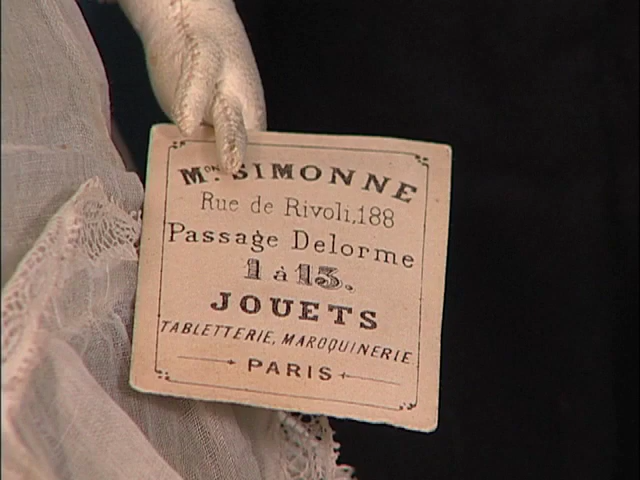 Mon. SIMONNE
Rue de Rivoli.188
Passage Delorme
1 à 13.
JOUETS
TABLETTERIE, MAROQUINERIE
PARIS